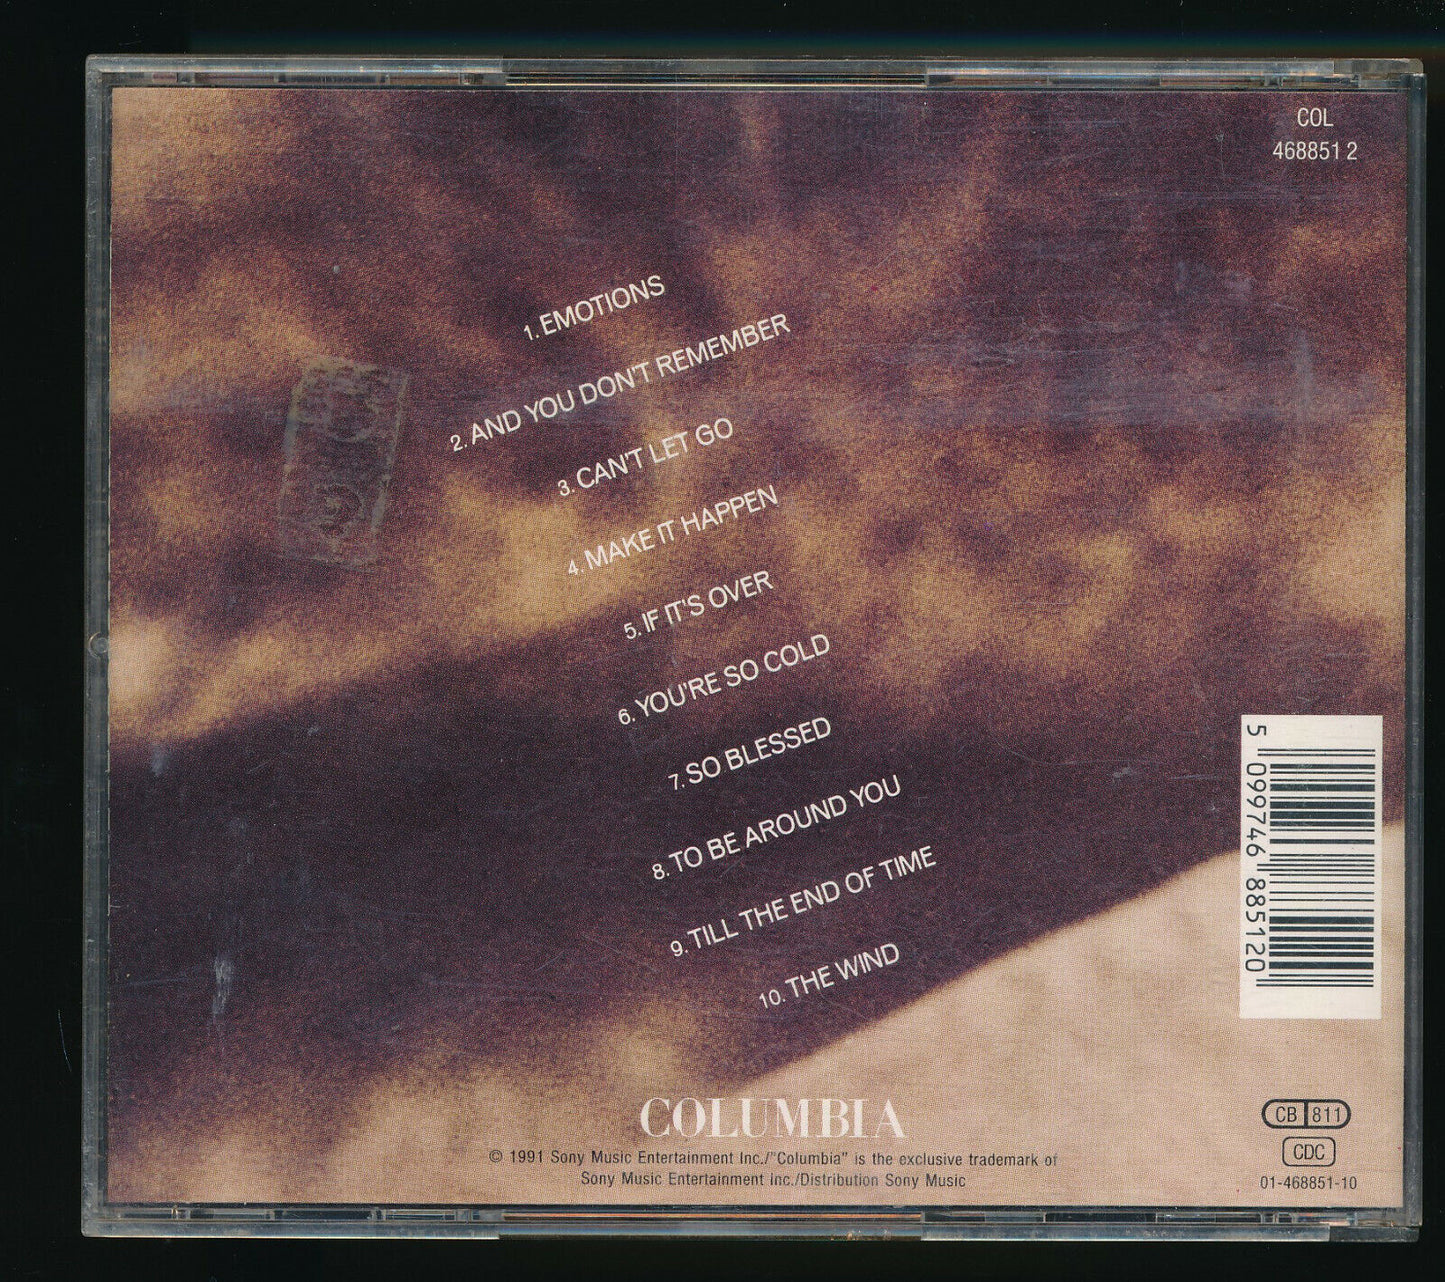 COL
468851 2
1. EMOTIONS
2. AND YOU DON'T REMEMBER
3. CAN'T LET GO
4. MAKE IT HAPPEN
5. IF IT'S OVER
6. YOU'RE SO COLD
7. SO BLESSED
8. TO BE AROUND YOU
9. TILL THE END OF TIME
10. THE WIND
5 099746 885120
COLUMBIA
© 1991 Sony Music Entertainment Inc./"Columbia" is the exclusive trademark of
Sony Music Entertainment Inc./Distribution Sony Music
CB 811
CDC
01-468851-10